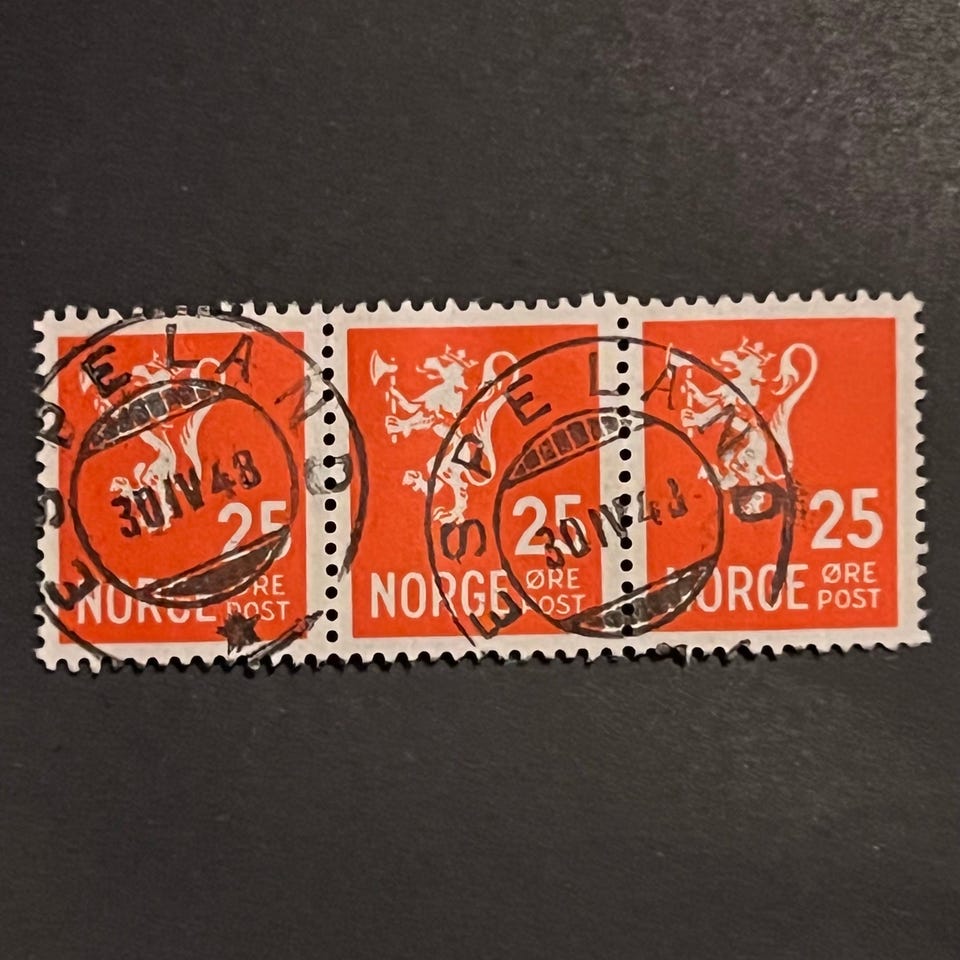 ESPELAND
30 IV 48
25
NORGE ØRE POST
ESPELAND
30 IV 48
25
NORGE ØRE POST
25
NORGE ØRE POST